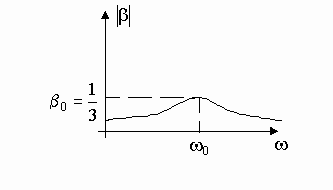 |β|
β₀ = 1/3
ω₀ ω